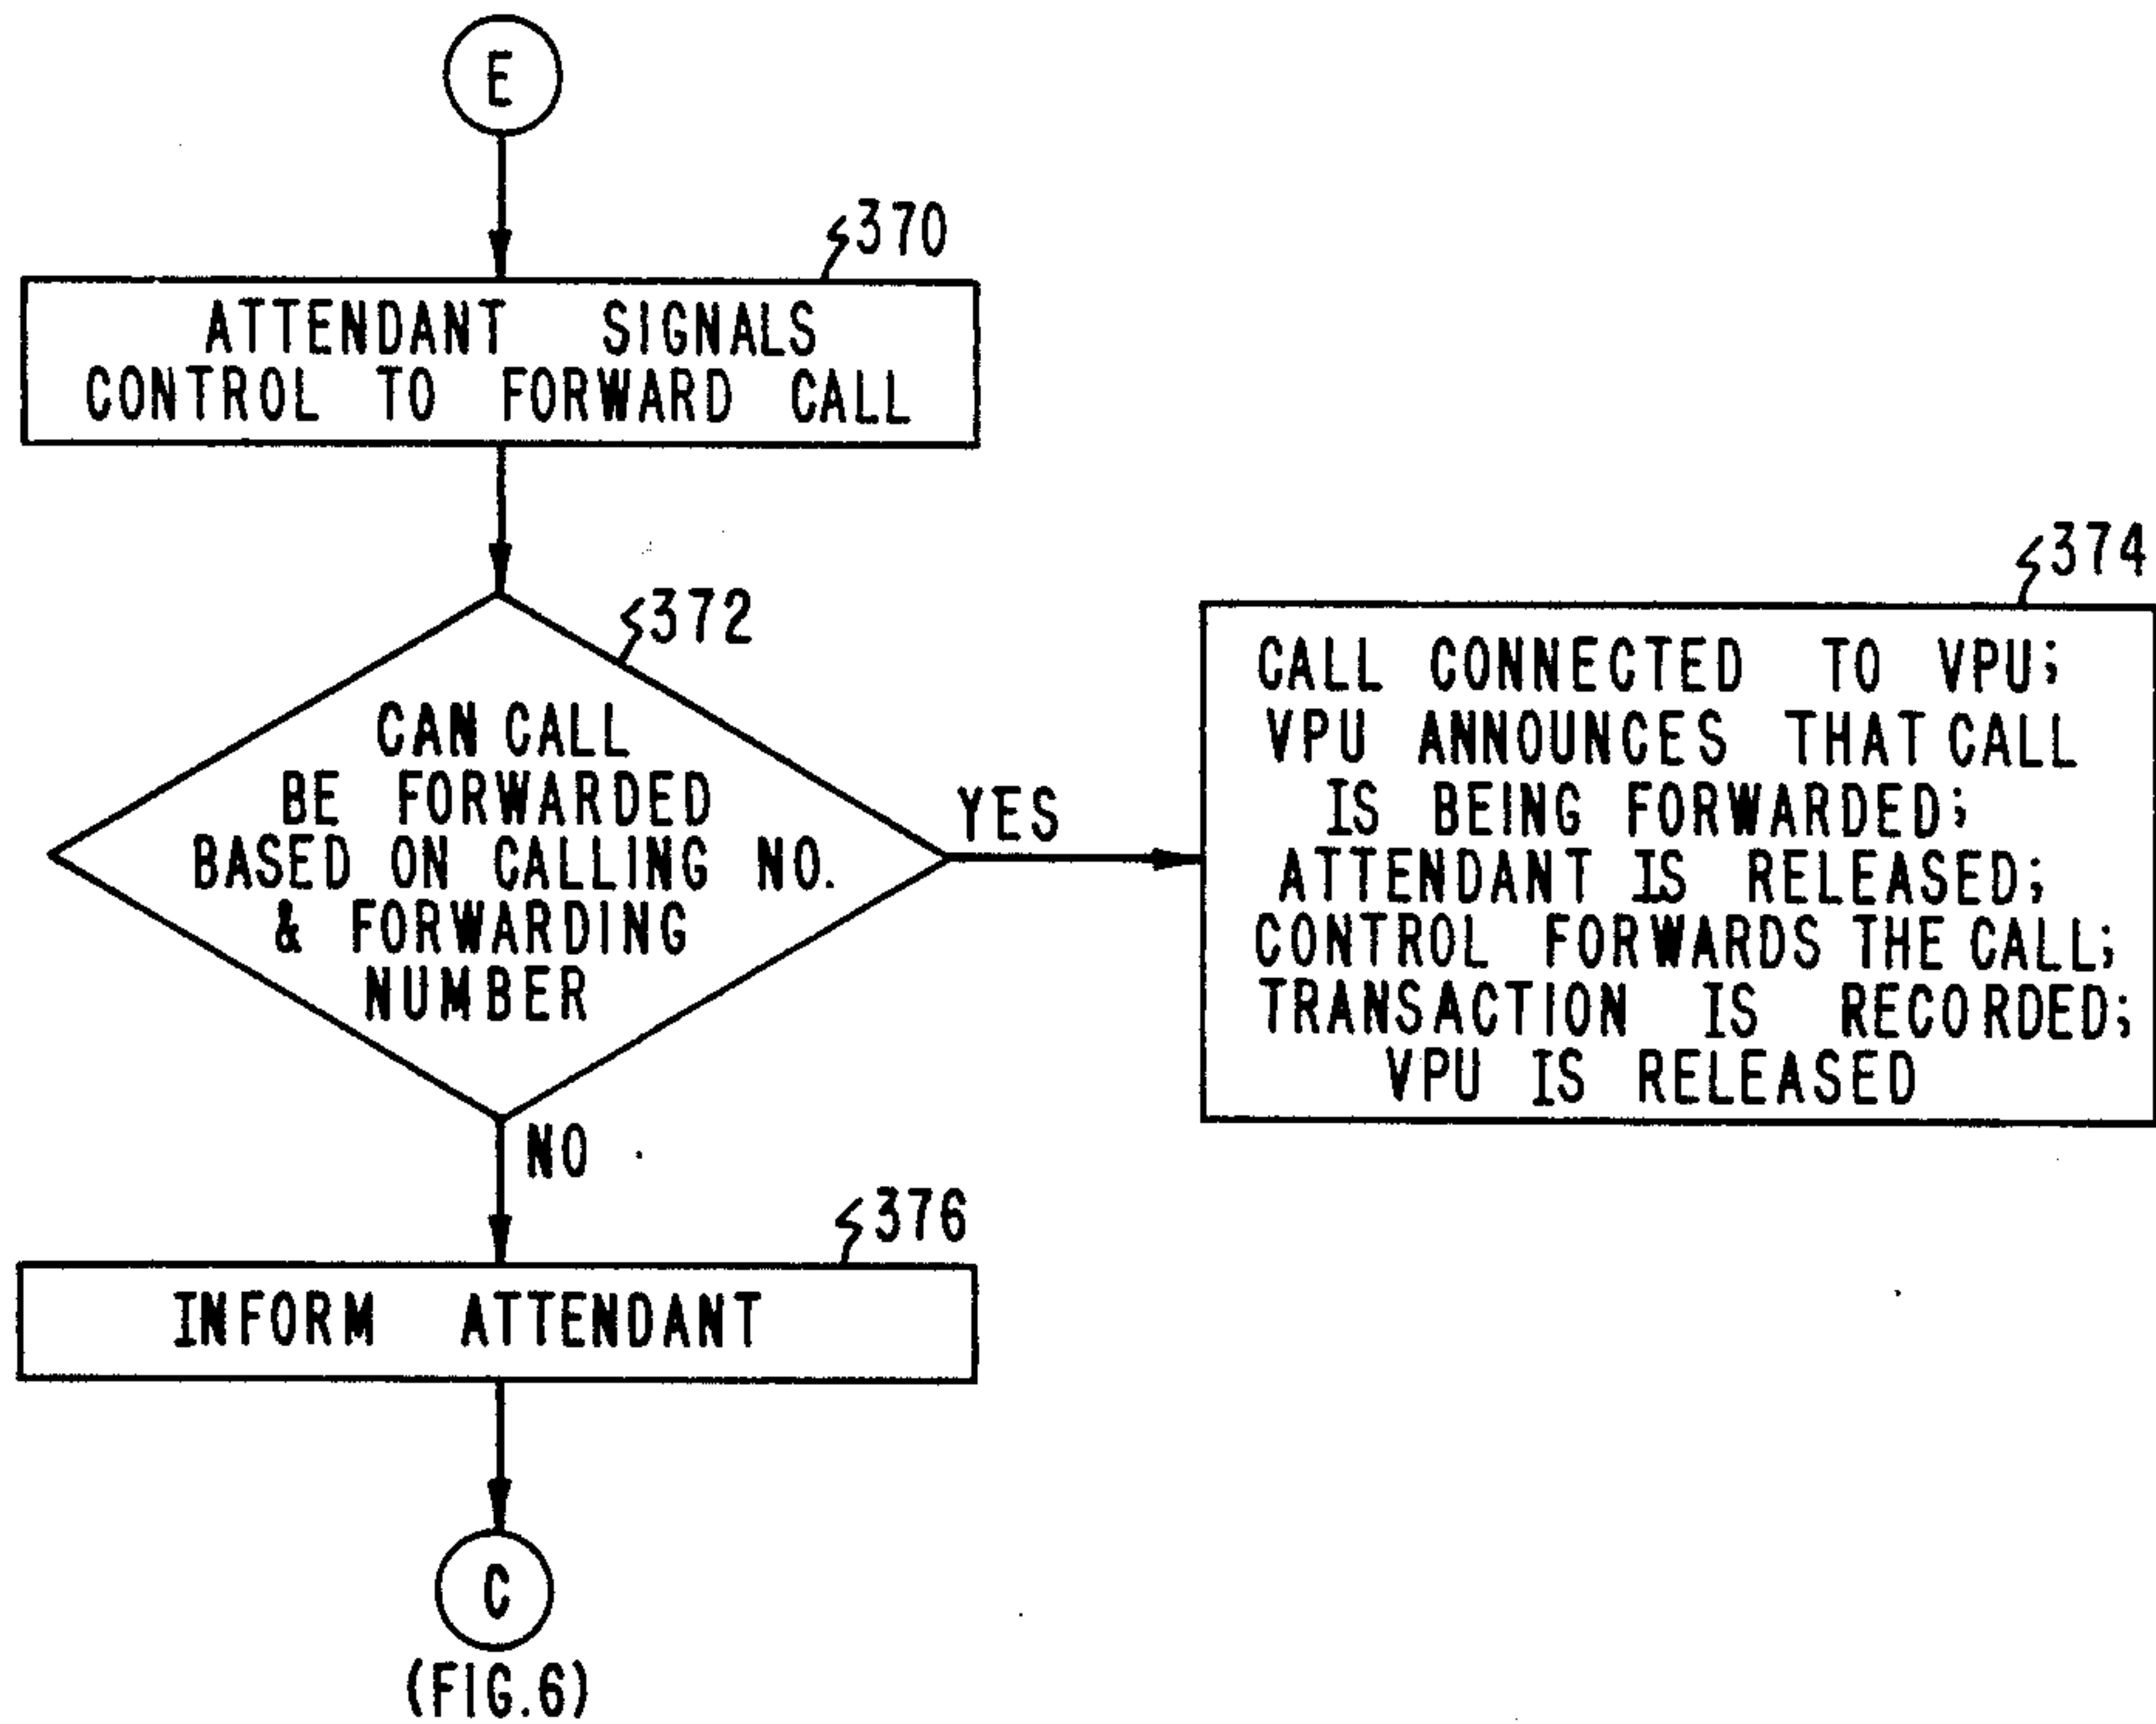 E
370
ATTENDANT SIGNALS
CONTROL TO FORWARD CALL
372
CAN CALL
BE FORWARDED
BASED ON CALLING NO.
& FORWARDING
NUMBER
YES
374
CALL CONNECTED TO VPU;
VPU ANNOUNCES THAT CALL
IS BEING FORWARDED;
ATTENDANT IS RELEASED;
CONTROL FORWARDS THE CALL;
TRANSACTION IS RECORDED;
VPU IS RELEASED
NO
376
INFORM ATTENDANT
C
(FIG.6)